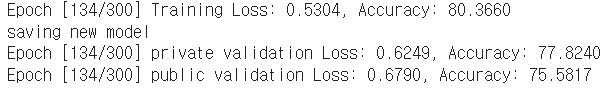 Epoch [134/300] Training Loss: 0.5304, Accuracy: 80.3660
saving new model
Epoch [134/300] private validation Loss: 0.6249, Accuracy: 77.8240
Epoch [134/300] public validation Loss: 0.6790, Accuracy: 75.5817